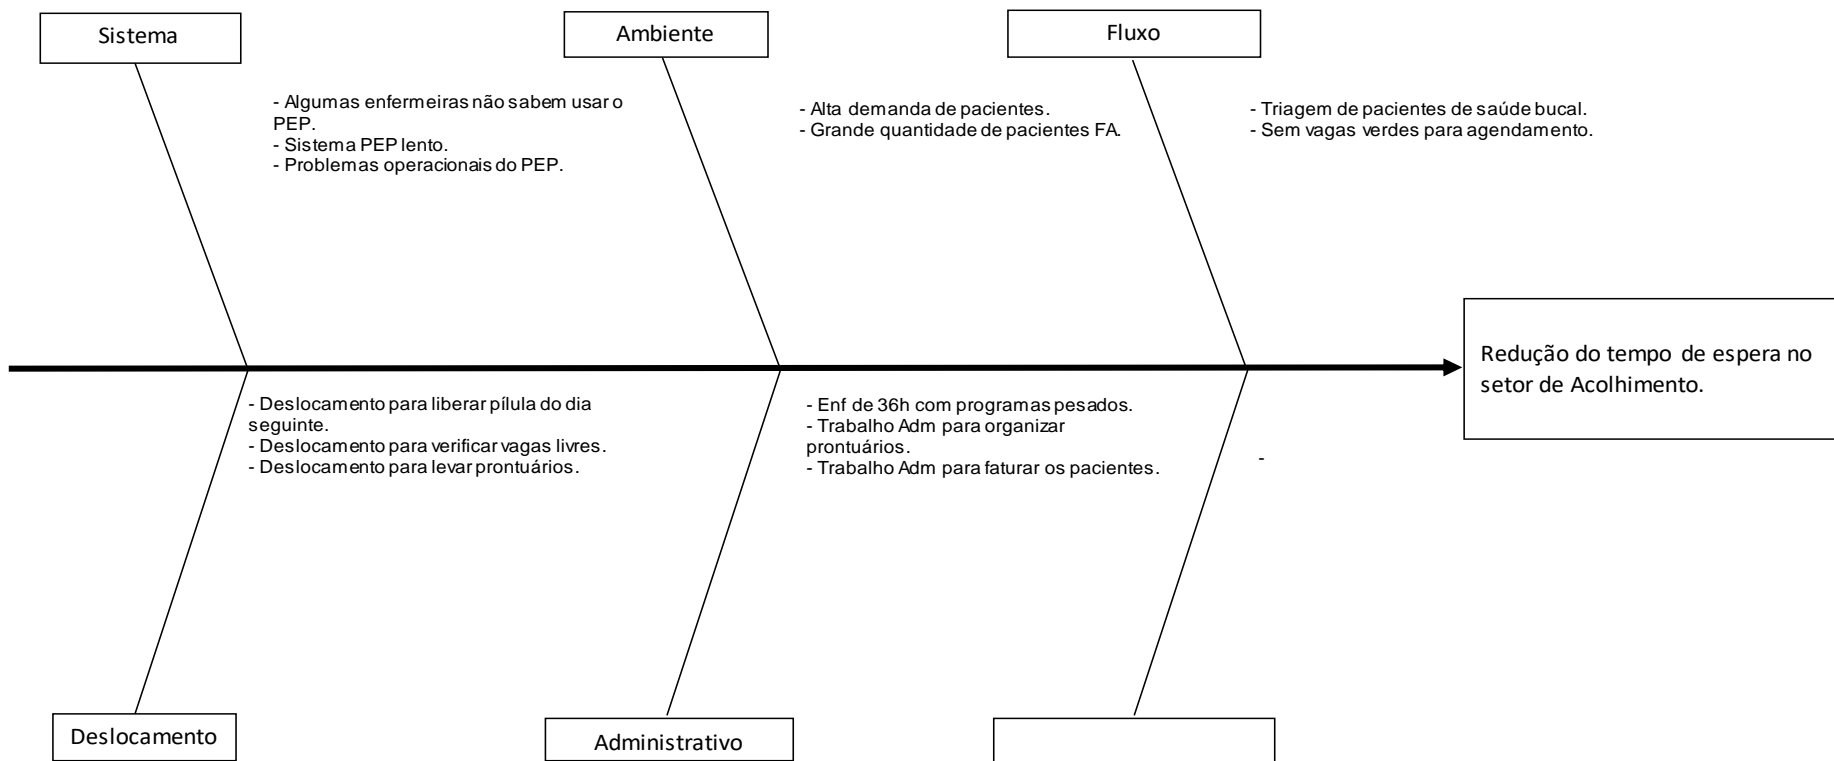 Sistema
Ambiente
Fluxo
- Algumas enfermeiras não sabem usar o
PEP.
- Sistema PEP lento.
- Problemas operacionais do PEP.
- Alta demanda de pacientes.
- Grande quantidade de pacientes FA.
- Triagem de pacientes de saúde bucal.
- Sem vagas verdes para agendamento.
Redução do tempo de espera no
setor de Acolhimento.
- Deslocamento para liberar pílula do dia
seguinte.
- Deslocamento para verificar vagas livres.
- Deslocamento para levar prontuários.
- Enf de 36h com programas pesados.
- Trabalho Adm para organizar
prontuários.
- Trabalho Adm para faturar os pacientes.
-
Deslocamento
Administrativo